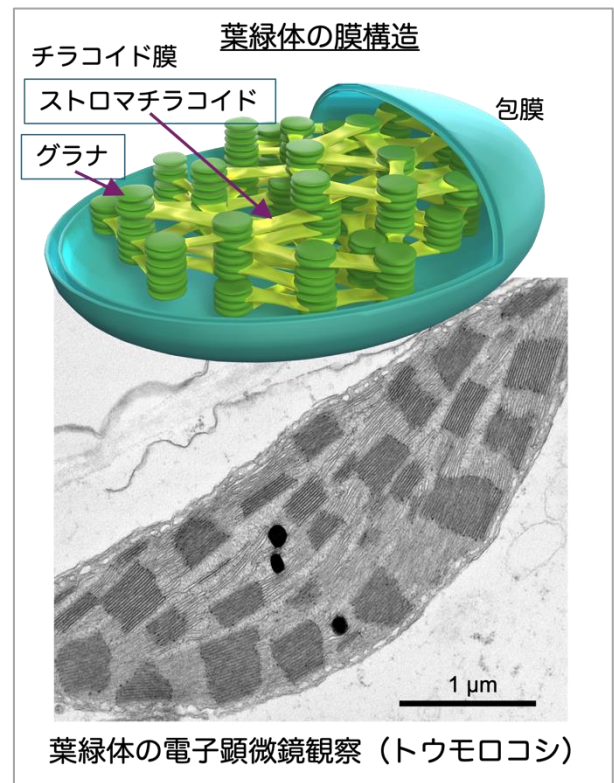 葉緑体の膜構造
チラコイド膜
ストロマチラコイド
包膜
グラナ
1 μm
葉緑体の電子顕微鏡観察（トウモロコシ）